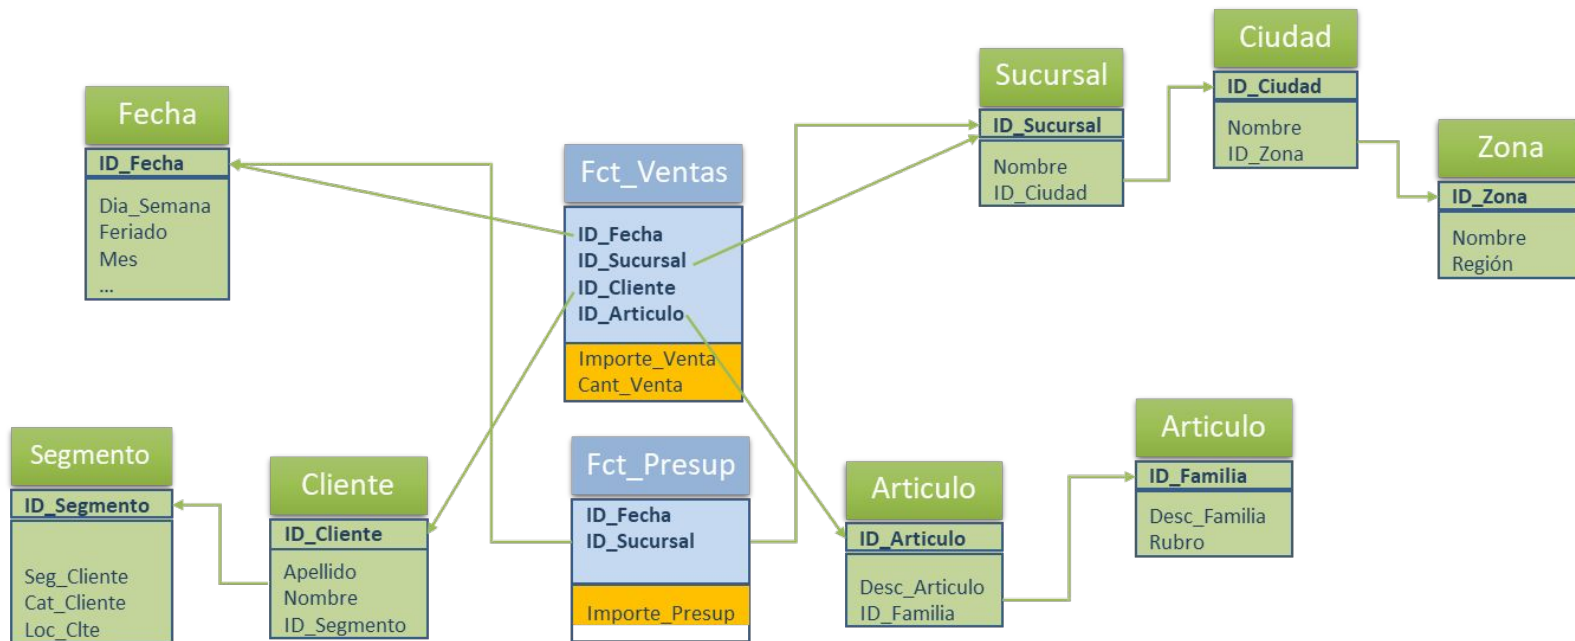 Fecha
ID_Fecha
Dia_Semana
Feriado
Mes
...
Fct_Ventas
ID_Fecha
ID_Sucursal
ID_Cliente
ID_Articulo
Importe_Venta
Cant_Venta
Sucursal
ID_Sucursal
Nombre
ID_Ciudad
Ciudad
ID_Ciudad
Nombre
ID_Zona
Zona
ID_Zona
Nombre
Región
Segmento
ID_Segmento
Seg_Cliente
Cat_Cliente
Loc_Clte
Cliente
ID_Cliente
Apellido
Nombre
ID_Segmento
Fct_Presup
ID_Fecha
ID_Sucursal
Importe_Presup
Articulo
ID_Articulo
Desc_Articulo
ID_Familia
Articulo
ID_Familia
Desc_Familia
Rubro